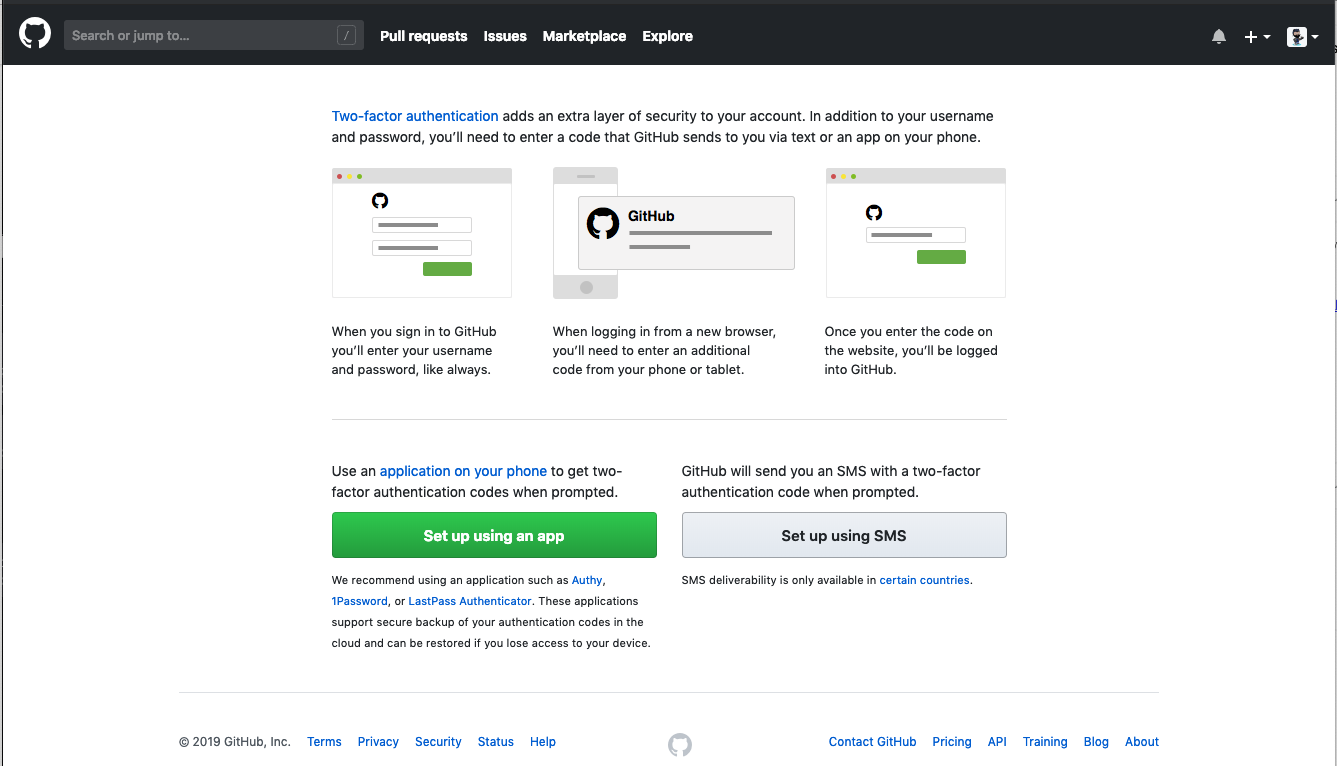 Search or jump to... /
Pull requests Issues Marketplace Explore
Two-factor authentication adds an extra layer of security to your account. In addition to your username
and password, you’ll need to enter a code that GitHub sends to you via text or an app on your phone.
GitHub
When you sign in to GitHub
you’ll enter your username
and password, like always.
When logging in from a new browser,
you’ll need to enter an additional
code from your phone or tablet.
Once you enter the code on
the website, you’ll be logged
into GitHub.
Use an application on your phone to get two-
factor authentication codes when prompted.
Set up using an app
We recommend using an application such as Authy,
1Password, or LastPass Authenticator. These applications
support secure backup of your authentication codes in the
cloud and can be restored if you lose access to your device.
GitHub will send you an SMS with a two-factor
authentication code when prompted.
Set up using SMS
SMS deliverability is only available in certain countries.
© 2019 GitHub, Inc. Terms Privacy Security Status Help
Contact GitHub Pricing API Training Blog About